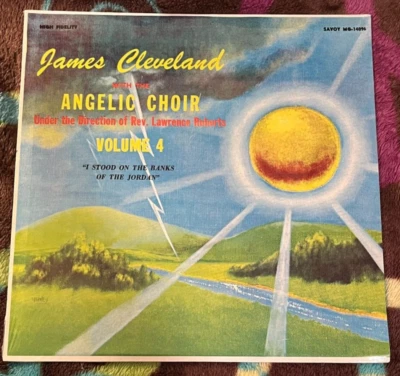 HIGH FIDELITY
SAVOY MG-14096
James Cleveland
WITH THE
ANGELIC CHOIR
Under the Direction of Rev. Lawrence Roberts
VOLUME 4
"I STOOD ON THE BANKS
OF THE JORDAN"